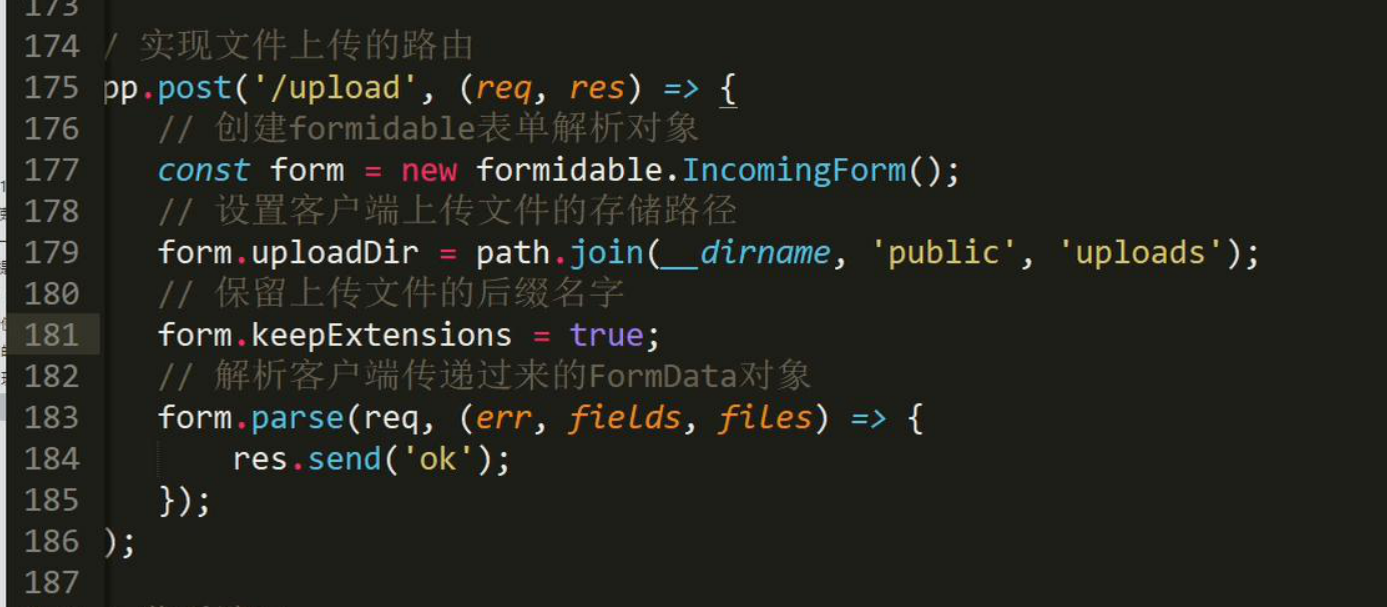 173
174 / 实现文件上传的路由
175 pp.post('/upload', (req, res) => {
176 // 创建formidable表单解析对象
177 const form = new formidable.IncomingForm();
178 // 设置客户端上传文件的存储路径
179 form.uploadDir = path.join(__dirname, 'public', 'uploads');
180 // 保留上传文件的后缀名字
181 form.keepExtensions = true;
182 // 解析客户端传递过来的FormData对象
183 form.parse(req, (err, fields, files) => {
184 res.send('ok');
185 });
186 );
187